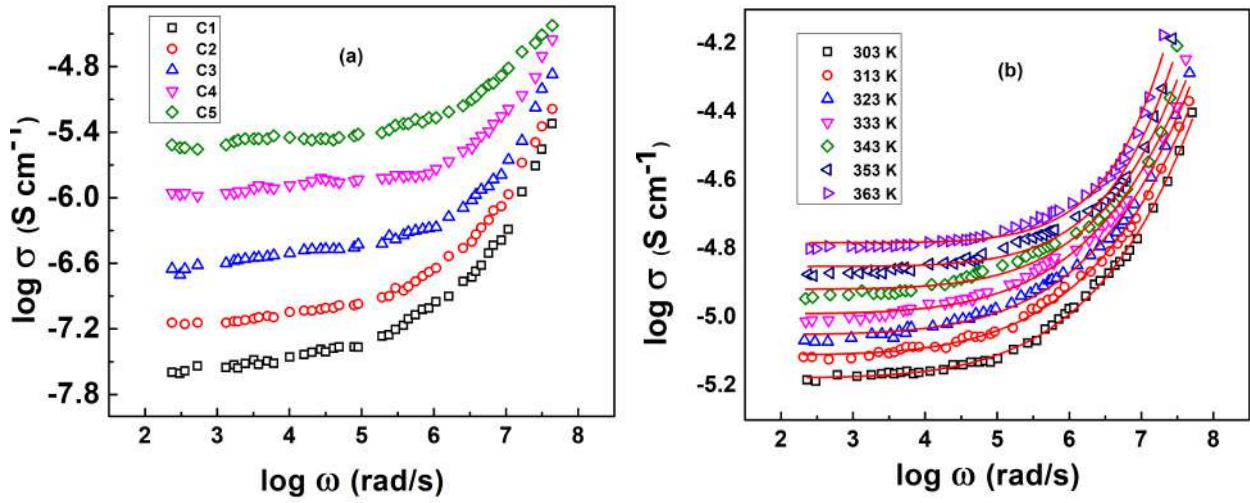 (a)
C1
C2
C3
C4
C5
-4.8
-5.4
-6.0
-6.6
-7.2
-7.8
log σ (S cm⁻¹)
2 3 4 5 6 7 8
log ω (rad/s)
(b)
303 K
313 K
323 K
333 K
343 K
353 K
363 K
-4.2
-4.4
-4.6
-4.8
-5.0
-5.2
log σ (S cm⁻¹)
2 3 4 5 6 7 8
log ω (rad/s)